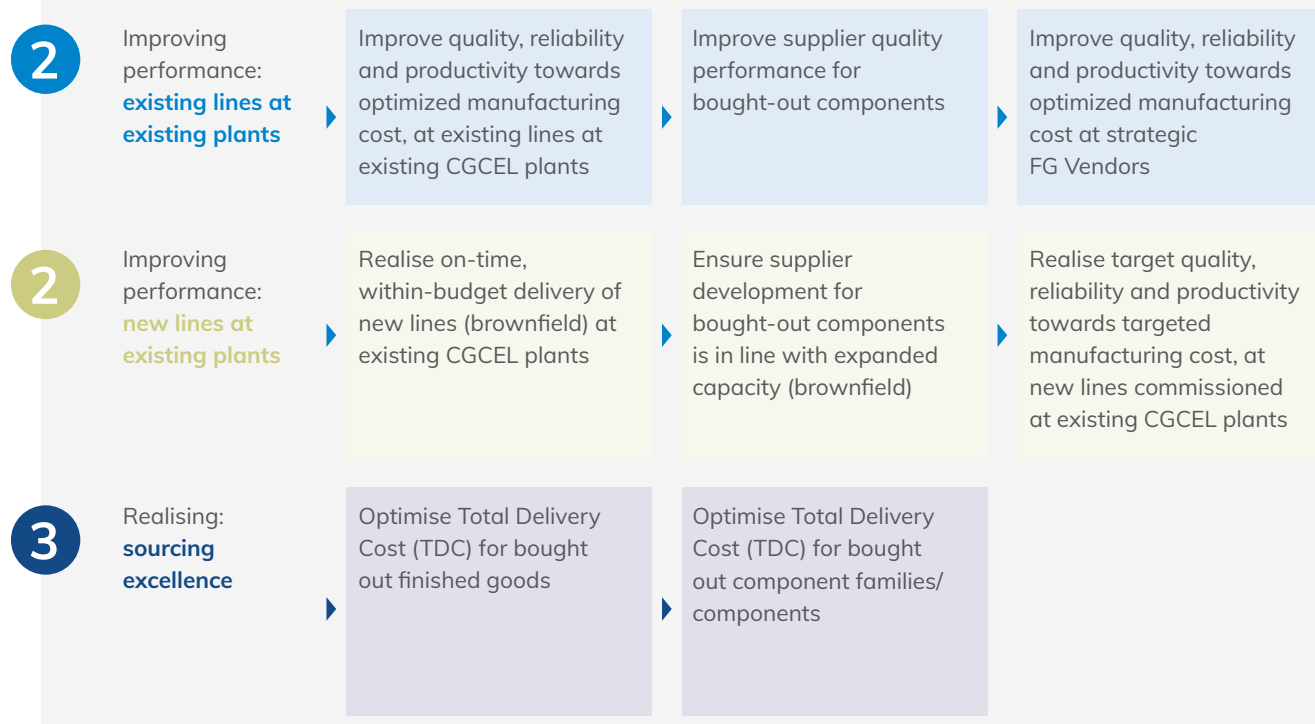 2
Improving
performance:
existing lines at
existing plants
Improve quality, reliability
and productivity towards
optimized manufacturing
cost, at existing lines at
existing CGCEL plants
Improve supplier quality
performance for
bought-out components
Improve quality, reliability
and productivity towards
optimized manufacturing
cost at strategic
FG Vendors
2
Improving
performance:
new lines at
existing plants
Realise on-time,
within-budget delivery of
new lines (brownfield) at
existing CGCEL plants
Ensure supplier
development for
bought-out components
is in line with expanded
capacity (brownfield)
Realise target quality,
reliability and productivity
towards targeted
manufacturing cost, at
new lines commissioned
at existing CGCEL plants
3
Realising:
sourcing
excellence
Optimise Total Delivery
Cost (TDC) for bought
out finished goods
Optimise Total Delivery
Cost (TDC) for bought
out component families/
components